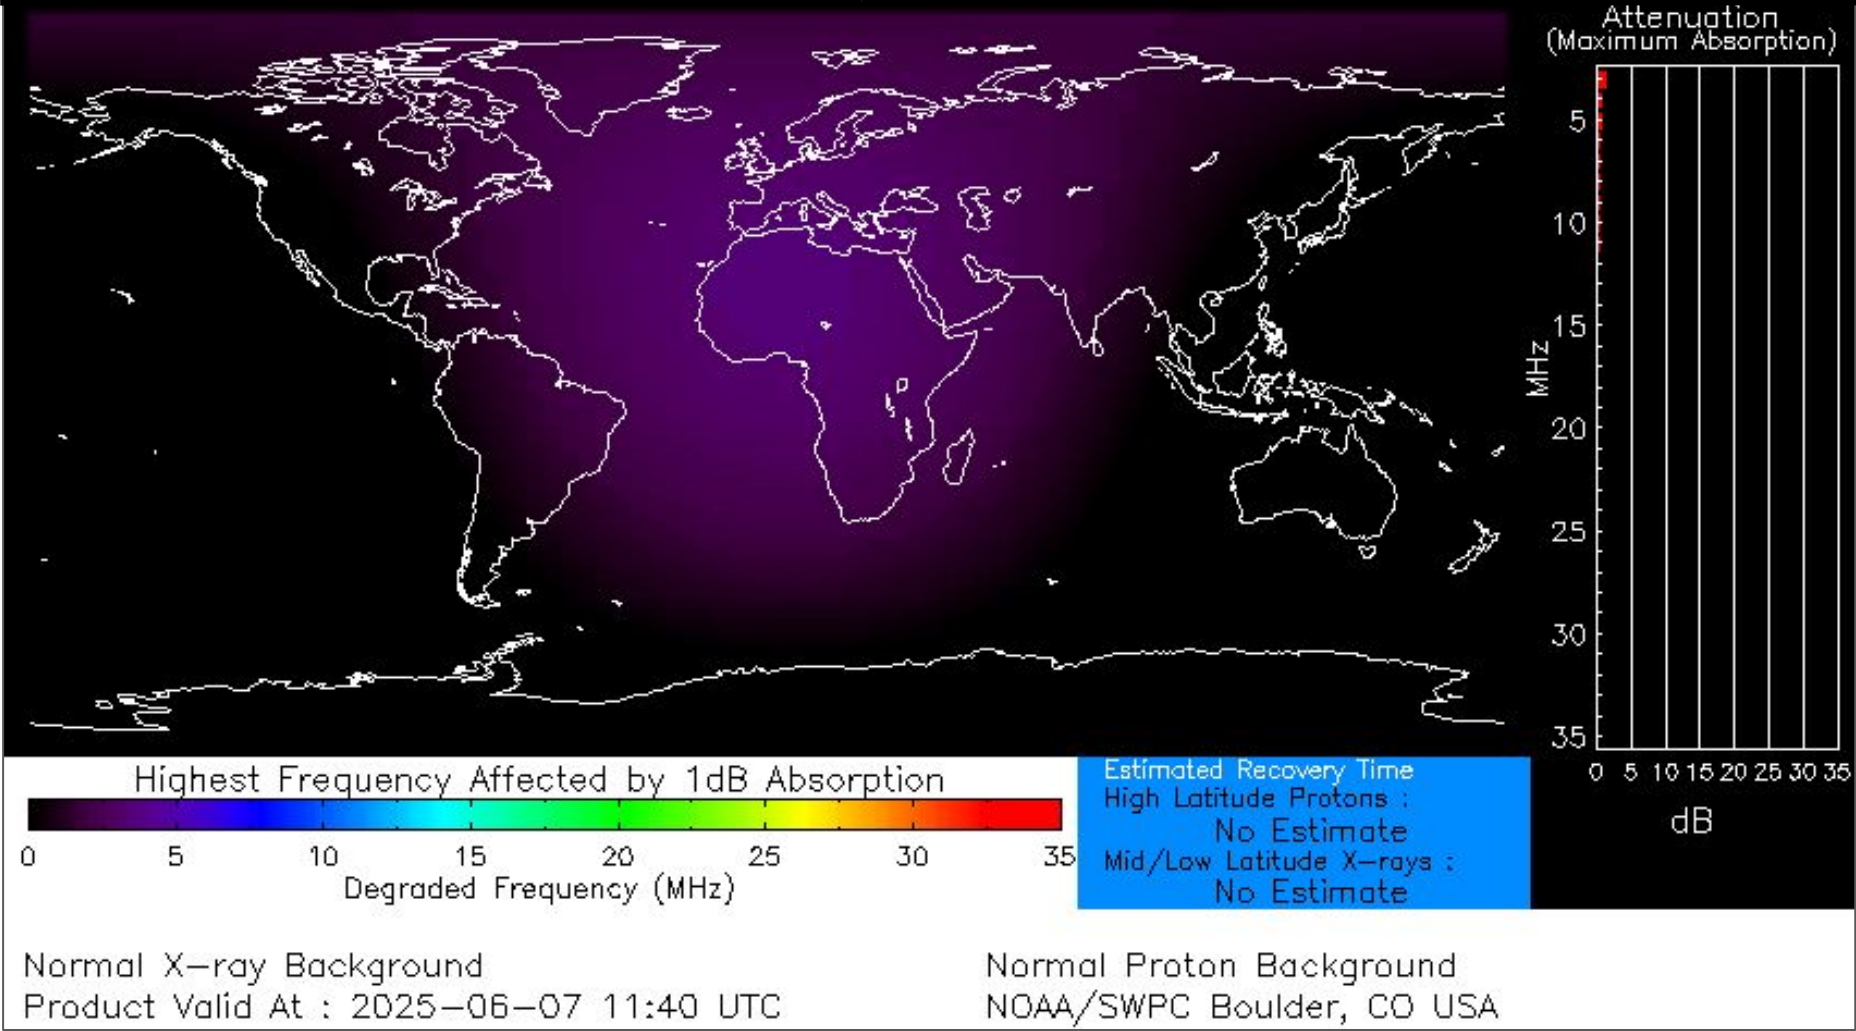 Attenuation
(Maximum Absorption)
5
10
15
20
25
30
35
MHz
0 5 10 15 20 25 30 35
dB
Highest Frequency Affected by 1dB Absorption
0 5 10 15 20 25 30 35
Degraded Frequency (MHz)
Estimated Recovery Time
High Latitude Protons :
No Estimate
Mid/Low Latitude X-rays :
No Estimate
Normal X-ray Background
Product Valid At : 2025-06-07 11:40 UTC
Normal Proton Background
NOAA/SWPC Boulder, CO USA